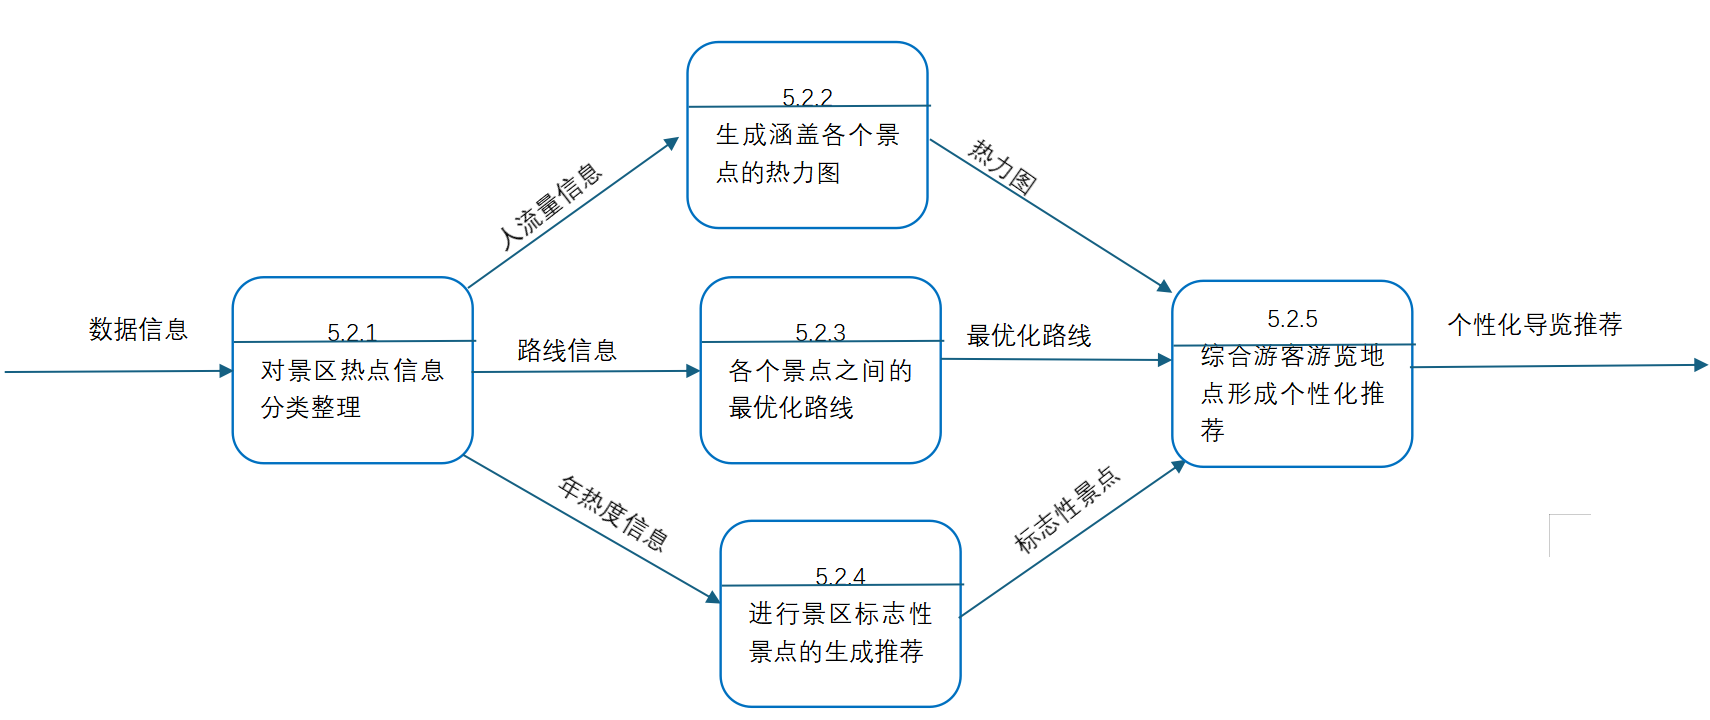 5.2.2
生成涵盖各个景
点的热力图
人流量信息
热力图
数据信息
5.2.1
对景区热点信息
分类整理
路线信息
5.2.3
各个景点之间的
最优化路线
最优化路线
5.2.5
综合游客游览地
点形成个性化推
荐
个性化导览推荐
年热度信息
标志性景点
5.2.4
进行景区标志性
景点的生成推荐